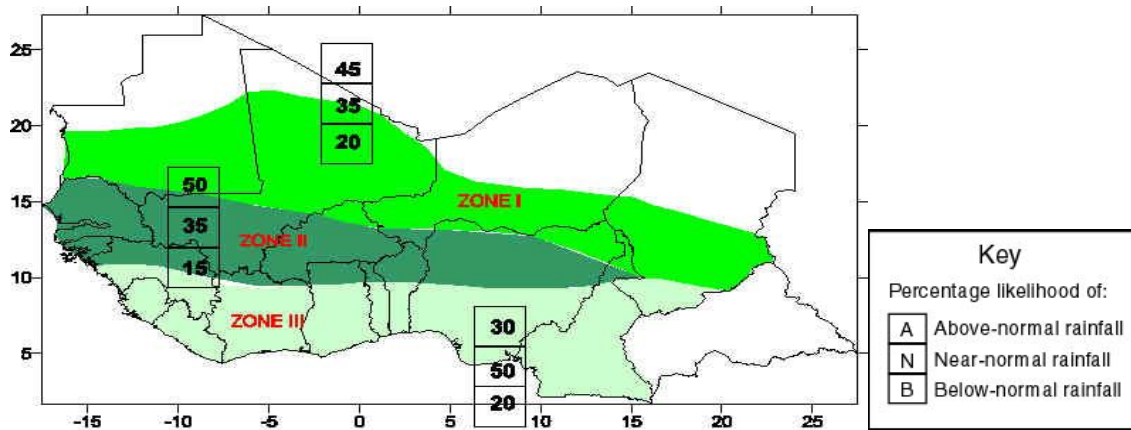 25
20
15
10
5
45
35
20
50
35
15
ZONE I
ZONE II
ZONE III
30
50
20
-15 -10 -5 0 5 10 15 20 25
Key
Percentage likelihood of:
A Above-normal rainfall
N Near-normal rainfall
B Below-normal rainfall